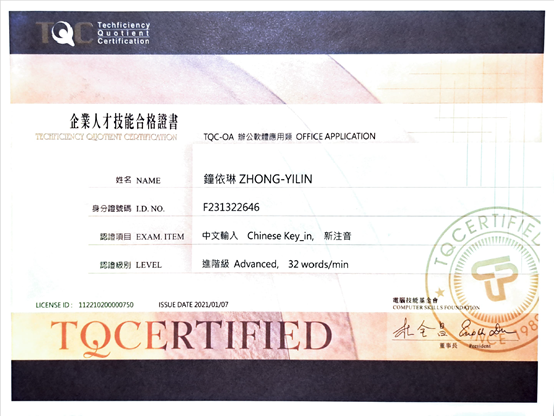 TQC Techficiency
Quotient
Certification
企業人才技能合格證書
TECHFICIENCY QUOTIENT CERTIFICATION
TQC-OA 辦公軟體應用類 OFFICE APPLICATION
姓名 NAME 鐘依琳 ZHONG-YILIN
身分證號碼 I.D. NO. F231322646
認證項目 EXAM. ITEM 中文輸入 Chinese Key_in, 新注音
認證級別 LEVEL 進階級 Advanced, 32 words/min
LICENSE ID : 112210200000750 ISSUE DATE 2021/01/07
電腦技能基金會
COMPUTER SKILLS FOUNDATION
董事長 President
TQCERTIFIED
TQCERTIFIED
SINCE 1989